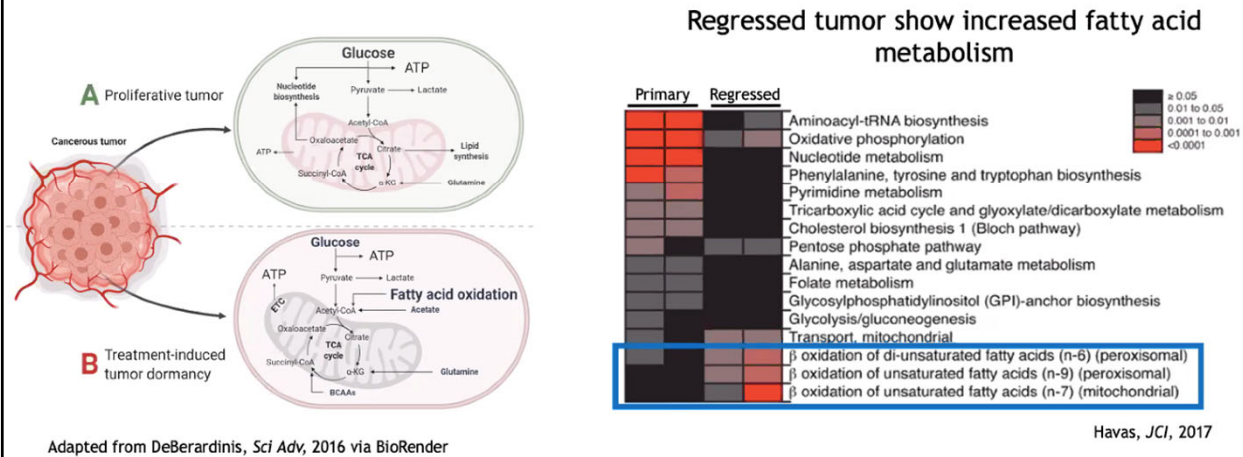 A Proliferative tumor
Cancerous tumor
Glucose
ATP
Nucleotide
biosynthesis
Pyruvate
Lactate
Acetyl-CoA
Oxaloacetate
Citrate
ATP
TCA
cycle
Lipid
synthesis
Succinyl-CoA
α-KG
Glutamine
B Treatment-induced
tumor dormancy
Glucose
ATP
ATP
Pyruvate
Lactate
Fatty acid oxidation
ETC
Acetyl-CoA
Acetate
Oxaloacetate
Citrate
TCA
cycle
Succinyl-CoA
α-KG
Glutamine
BCAAs
Adapted from DeBerardinis, Sci Adv, 2016 via BioRender
Regressed tumor show increased fatty acid
metabolism
Primary Regressed
≥ 0.05
0.01 to 0.05
0.001 to 0.01
0.0001 to 0.001
<0.0001
Aminoacyl-tRNA biosynthesis
Oxidative phosphorylation
Nucleotide metabolism
Phenylalanine, tyrosine and tryptophan biosynthesis
Pyrimidine metabolism
Tricarboxylic acid cycle and glyoxylate/dicarboxylate metabolism
Cholesterol biosynthesis 1 (Bloch pathway)
Pentose phosphate pathway
Alanine, aspartate and glutamate metabolism
Folate metabolism
Glycosylphosphatidylinositol (GPI)-anchor biosynthesis
Glycolysis/gluconeogenesis
Transport, mitochondrial
β oxidation of di-unsaturated fatty acids (n-6) (peroxisomal)
β oxidation of unsaturated fatty acids (n-9) (peroxisomal)
β oxidation of unsaturated fatty acids (n-7) (mitochondrial)
Havas, JCI, 2017